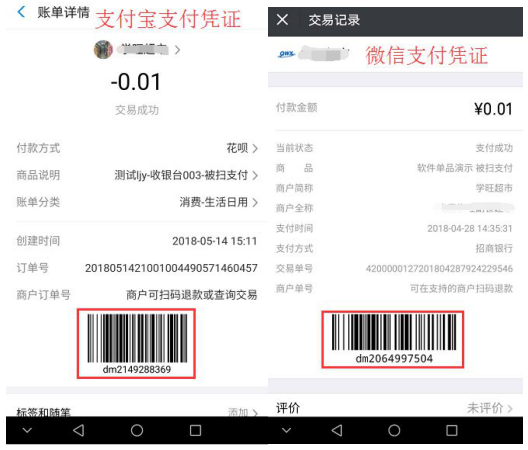 账单详情 支付宝支付凭证
-0.01
交易成功
付款方式 花呗
商品说明 测试ljy-收银台003-被扫支付
账单分类 消费-生活日用
创建时间 2018-05-14 15:11
订单号 20180514210010044905714604​57
商户订单号 商户可扫码退款或查询交易
dm2149288369
标签和随笔 添加
交易记录
微信支付凭证
付款金额 ¥0.01
当前状态 支付成功
商品 软件单品演示 被扫支付
商户简称 学旺超市
商户全称
支付时间 2018-04-28 14:35:31
支付方式 招商银行
交易单号 4200000127201804287924229546
商户单号 可在支持的商户扫码退款
dm2064997504
评价 未评价